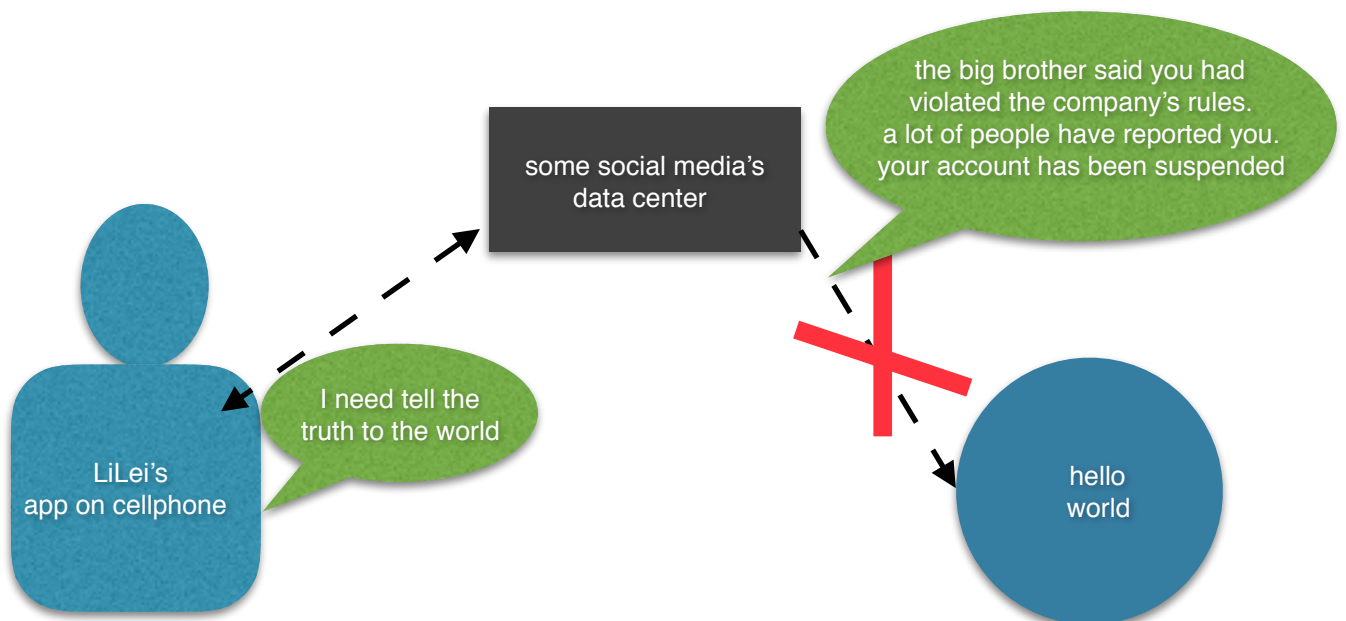 the big brother said you had
violated the company's rules.
a lot of people have reported you.
your account has been suspended
some social media's
data center
I need tell the
truth to the world
LiLei's
app on cellphone
hello
world